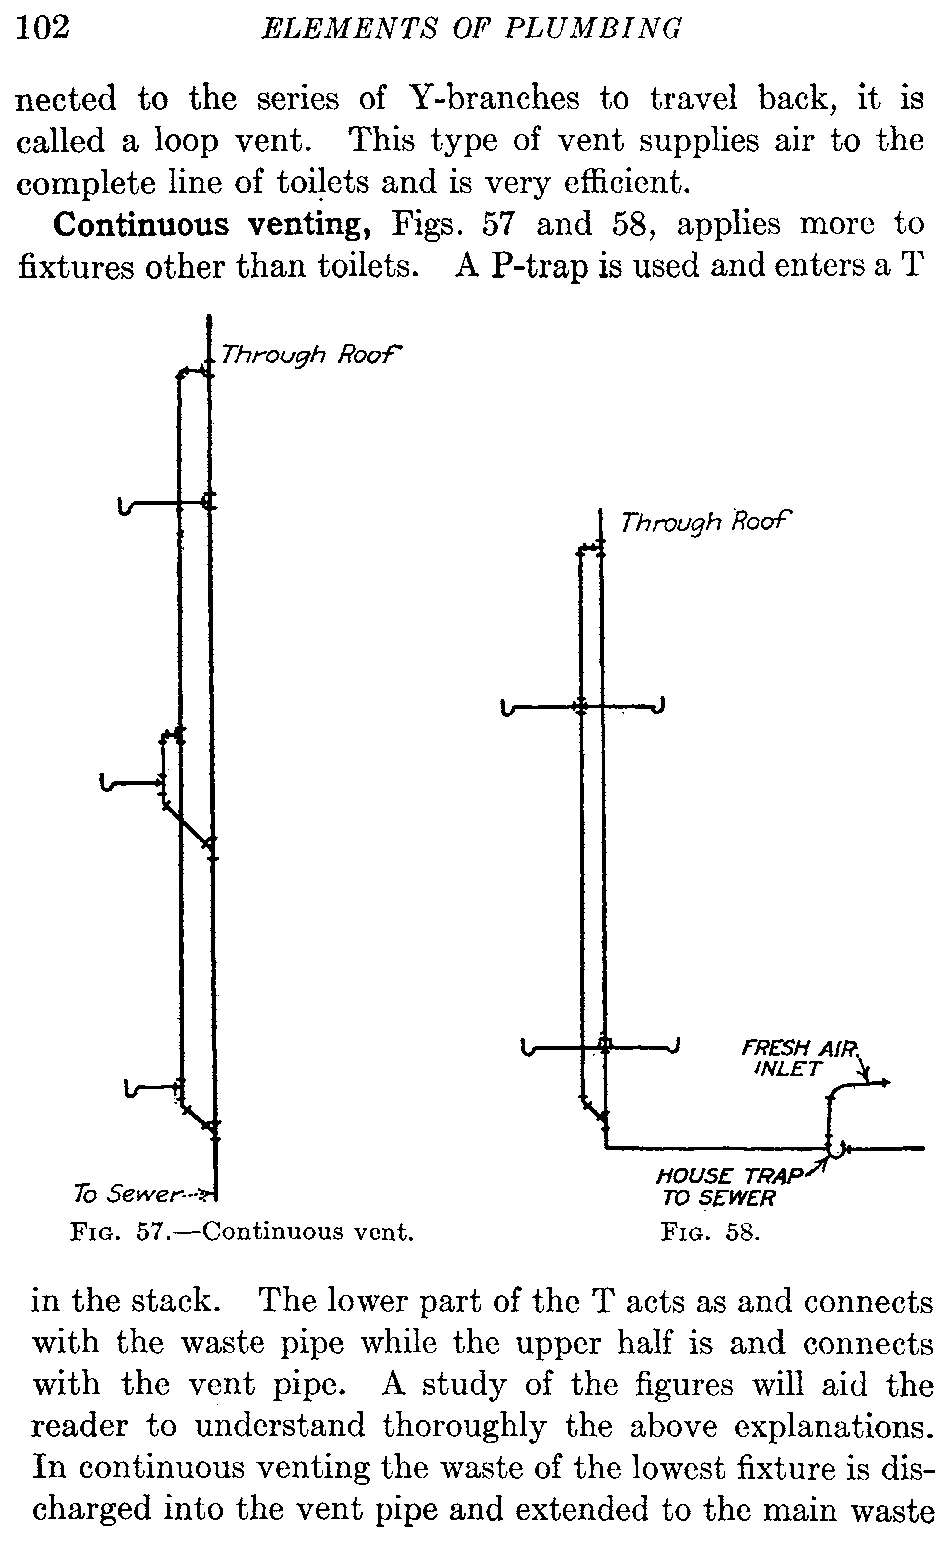 102 ELEMENTS OF PLUMBING
nected to the series of Y-branches to travel back, it is
called a loop vent. This type of vent supplies air to the
complete line of toilets and is very efficient.
Continuous venting, Figs. 57 and 58, applies more to
fixtures other than toilets. A P-trap is used and enters a T
Through Roof
Through Roof
FRESH AIR
INLET
HOUSE TRAP
TO SEWER
To Sewer
FIG. 57.—Continuous vent.
FIG. 58.
in the stack. The lower part of the T acts as and connects
with the waste pipe while the upper half is and connects
with the vent pipe. A study of the figures will aid the
reader to understand thoroughly the above explanations.
In continuous venting the waste of the lowest fixture is dis-
charged into the vent pipe and extended to the main waste